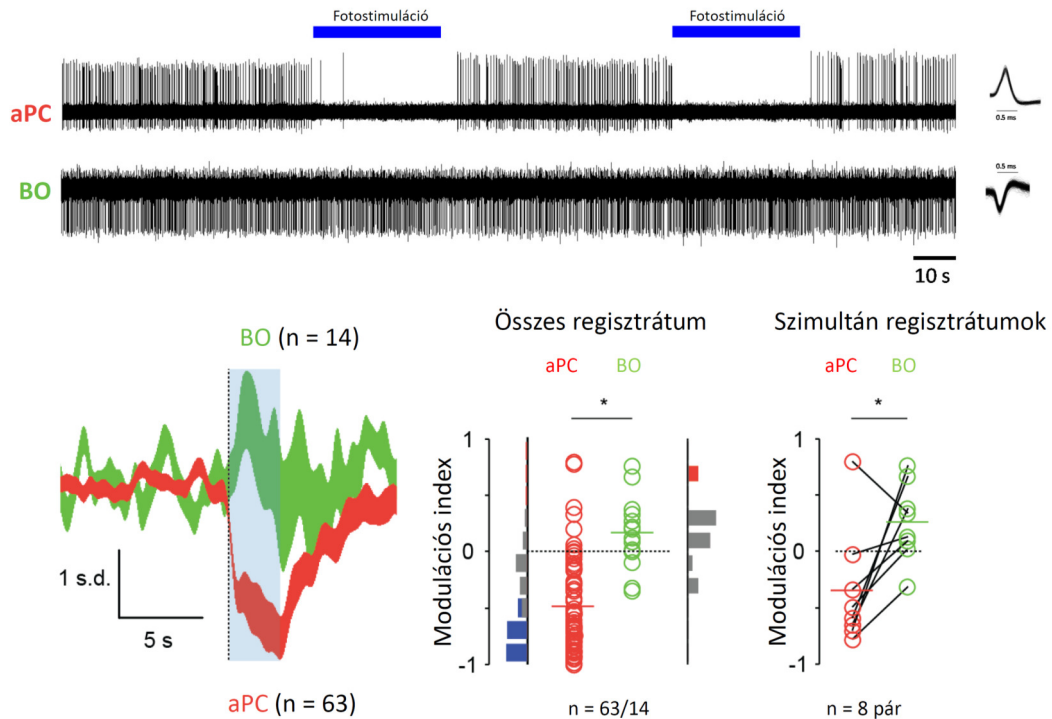 Fotostimuláció Fotostimuláció
aPC
0.5 ms
BO
0.5 ms
10 s
BO (n = 14)
1 s.d.
5 s
aPC (n = 63)
Összes regisztrátum
aPC BO
*
Modulációs index
1
0
-1
n = 63/14
Szimultán regisztrátumok
aPC BO
*
Modulációs index
1
0
-1
n = 8 pár